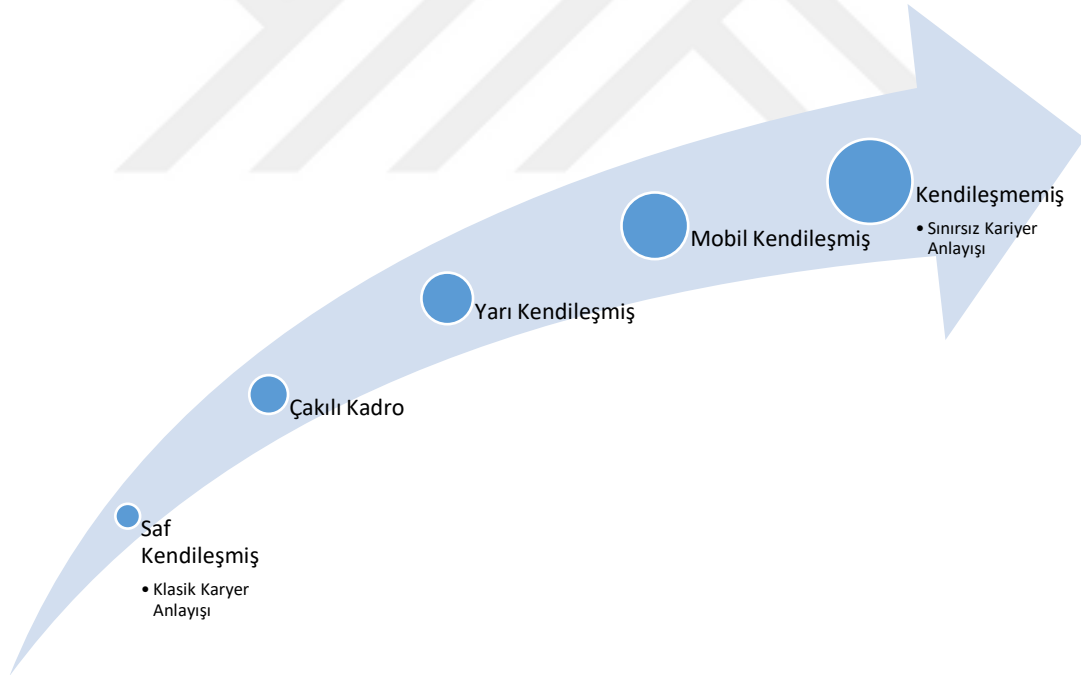 Saf
Kendileşmiş
• Klasik Karyer
Anlayışı
Çakılı Kadro
Yarı Kendileşmiş
Mobil Kendileşmiş
Kendileşmemiş
• Sınırsız Kariyer
Anlayışı